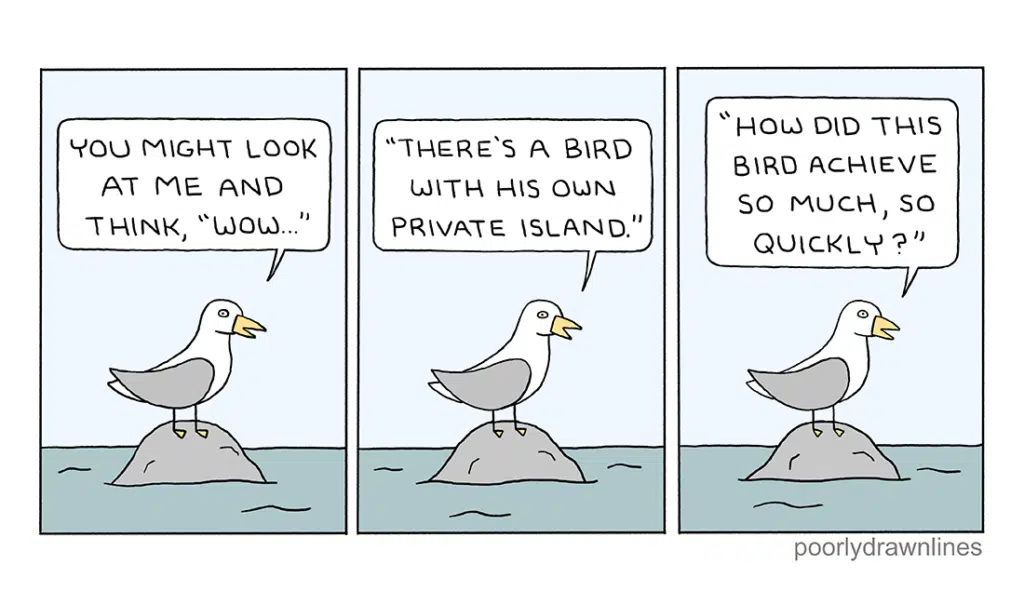 YOU MIGHT LOOK
AT ME AND
THINK, "WOW..."
"THERE'S A BIRD
WITH HIS OWN
PRIVATE ISLAND."
"HOW DID THIS
BIRD ACHIEVE
SO MUCH, SO
QUICKLY?"
poorlydrawnlines